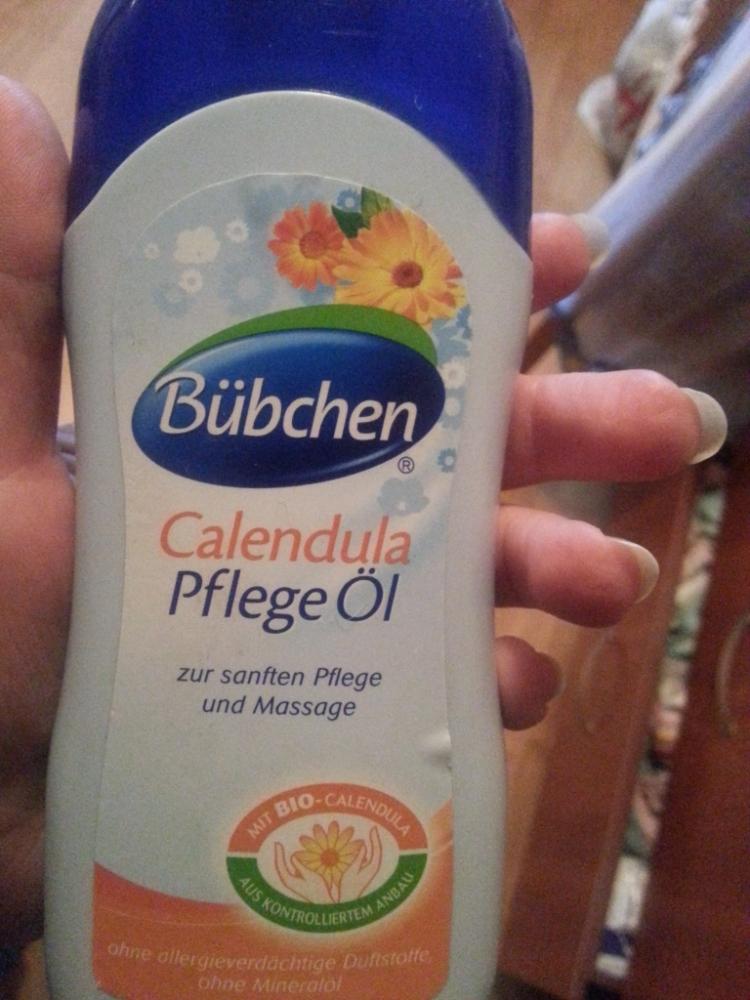 Bübchen
®
Calendula
Pflege Öl
zur sanften Pflege
und Massage
MIT BIO-CALENDULA
AUS KONTROLLIERTEM ANBAU
ohne allergieverdächtige Duftstoffe,
ohne Mineralöl